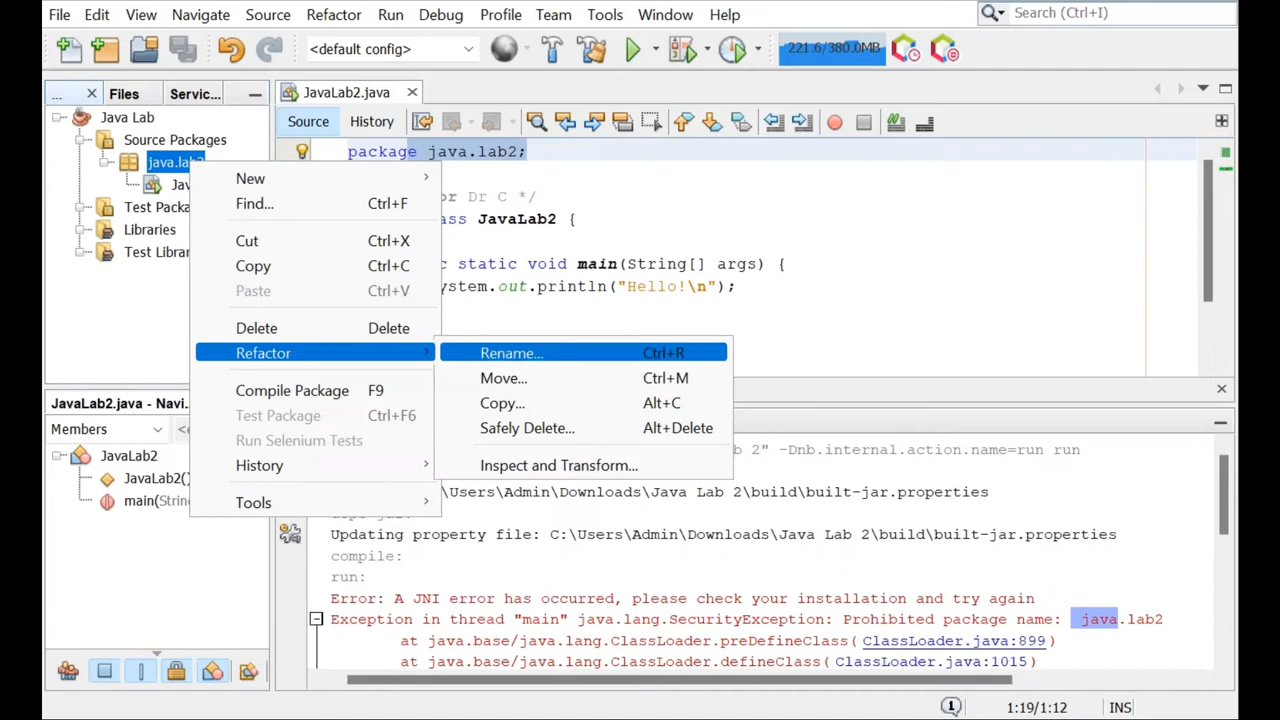 File Edit View Navigate Source Refactor Run Debug Profile Team Tools Window Help
Search (Ctrl+I)
<default config>
221.6/380.0MB
... Files Servic...
JavaLab2.java
Java Lab
Source Packages
java.lab2
Jav
Test Packa
Libraries
Test Librar
Source History
package java.lab2;
or Dr C */
ass JavaLab2 {
c static void main(String[] args) {
ystem.out.println("Hello!\n");
New
Find... Ctrl+F
Cut Ctrl+X
Copy Ctrl+C
Paste Ctrl+V
Delete Delete
Refactor
Compile Package F9
Test Package Ctrl+F6
Run Selenium Tests
History
Tools
Rename... Ctrl+R
Move... Ctrl+M
Copy... Alt+C
Safely Delete... Alt+Delete
Inspect and Transform...
JavaLab2.java - Navi...
Members
<e
JavaLab2
JavaLab2()
main(String
b 2" -Dnb.internal.action.name=run run
\Users\Admin\Downloads\Java Lab 2\build\built-jar.properties
Updating property file: C:\Users\Admin\Downloads\Java Lab 2\build\built-jar.properties
compile:
run:
Error: A JNI error has occurred, please check your installation and try again
Exception in thread "main" java.lang.SecurityException: Prohibited package name: java.lab2
at java.base/java.lang.ClassLoader.preDefineClass(ClassLoader.java:899)
at java.base/java.lang.ClassLoader.defineClass(ClassLoader.java:1015)
1 1:19/1:12 INS